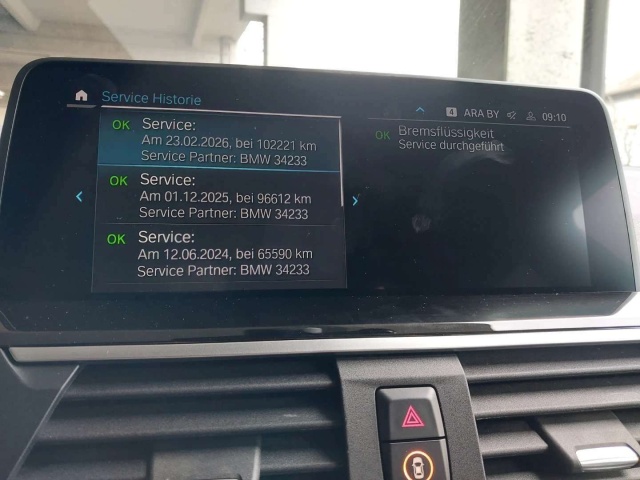 Service Historie
4 ARA BY 09:10
OK Service:
Am 23.02.2026, bei 102221 km
Service Partner: BMW 34233
OK Service:
Am 01.12.2025, bei 96612 km
Service Partner: BMW 34233
OK Service:
Am 12.06.2024, bei 65590 km
Service Partner: BMW 34233
OK Bremsflüssigkeit
Service durchgeführt